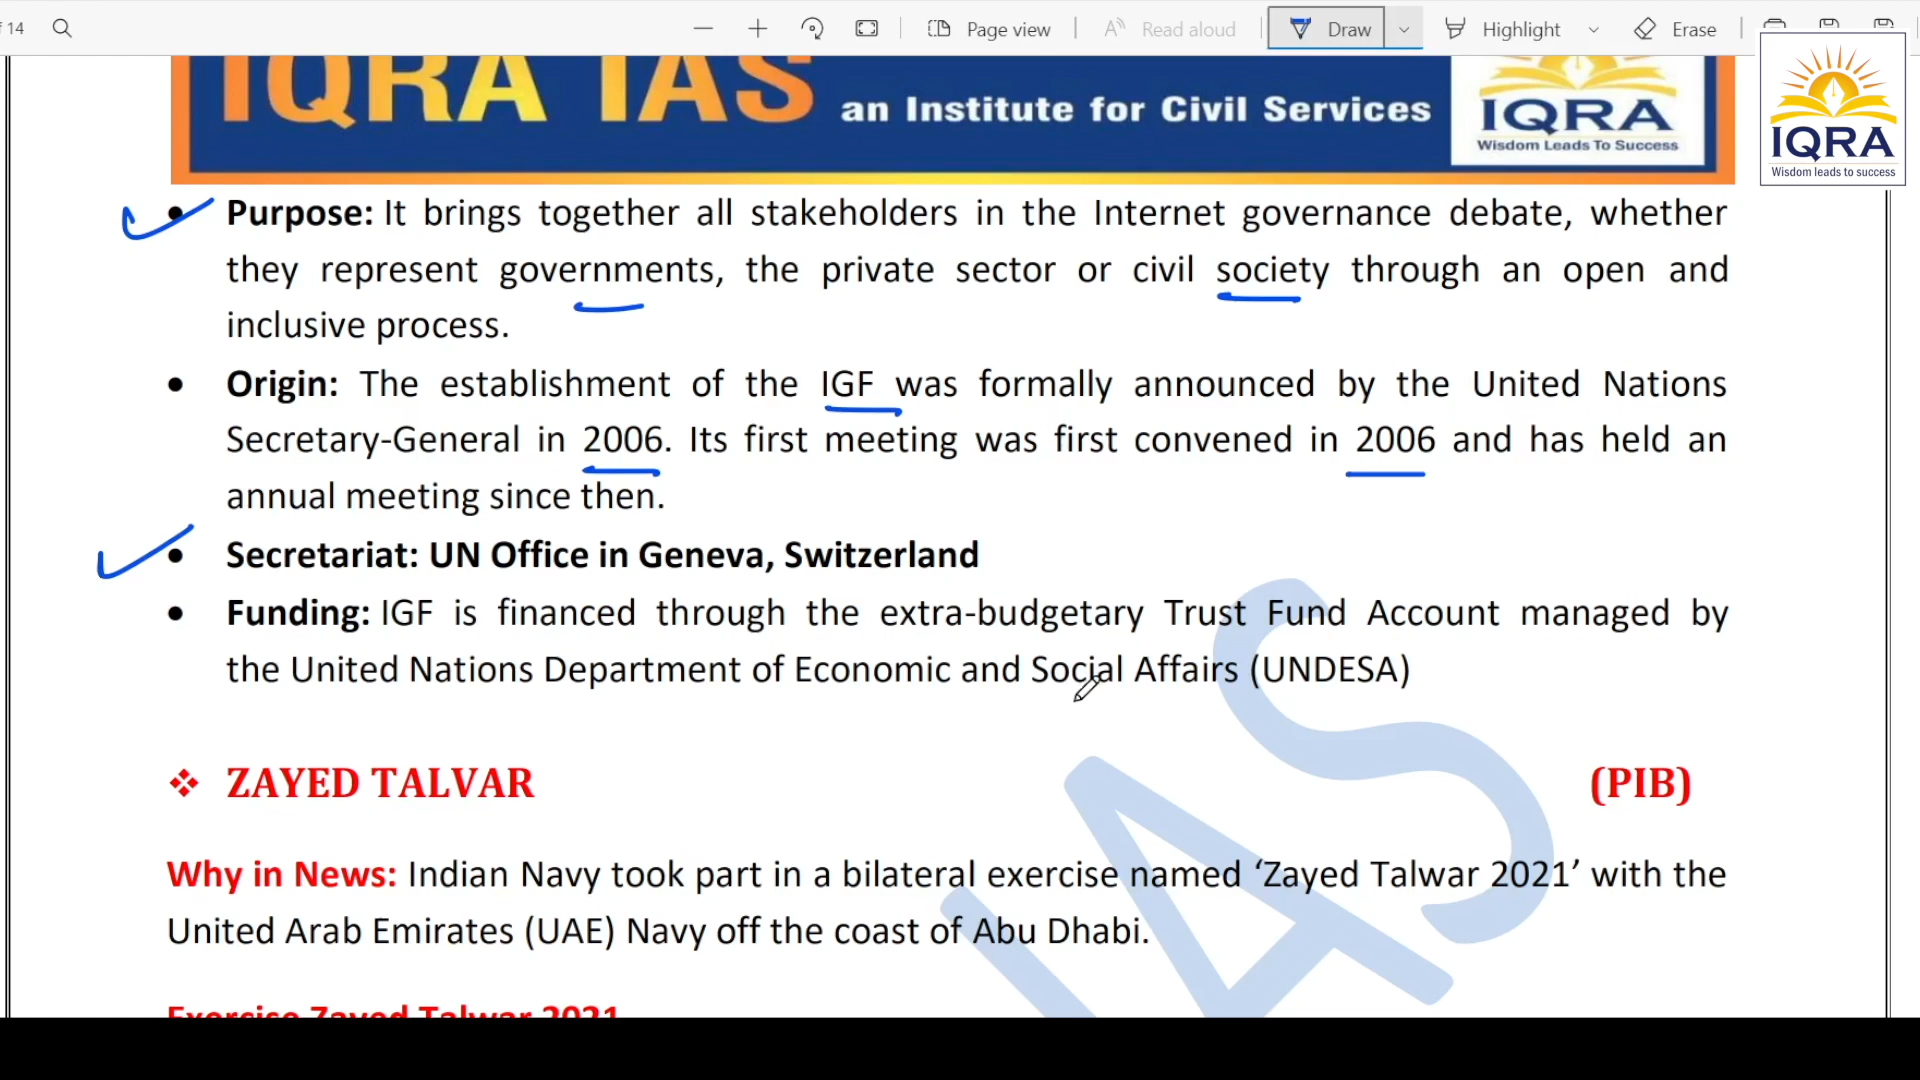 f 14
Page view
Read aloud
Draw
Highlight
Erase
IQRA IAS
an Institute for Civil Services
IQRA
Wisdom Leads To Success
IQRA
Wisdom leads to success
• Purpose: It brings together all stakeholders in the Internet governance debate, whether
they represent governments, the private sector or civil society through an open and
inclusive process.
• Origin: The establishment of the IGF was formally announced by the United Nations
Secretary-General in 2006. Its first meeting was first convened in 2006 and has held an
annual meeting since then.
• Secretariat: UN Office in Geneva, Switzerland
• Funding: IGF is financed through the extra-budgetary Trust Fund Account managed by
the United Nations Department of Economic and Social Affairs (UNDESA)
❖ ZAYED TALVAR (PIB)
Why in News: Indian Navy took part in a bilateral exercise named ‘Zayed Talwar 2021’ with the
United Arab Emirates (UAE) Navy off the coast of Abu Dhabi.
Exercise Zayed Talwar 2021
IAS